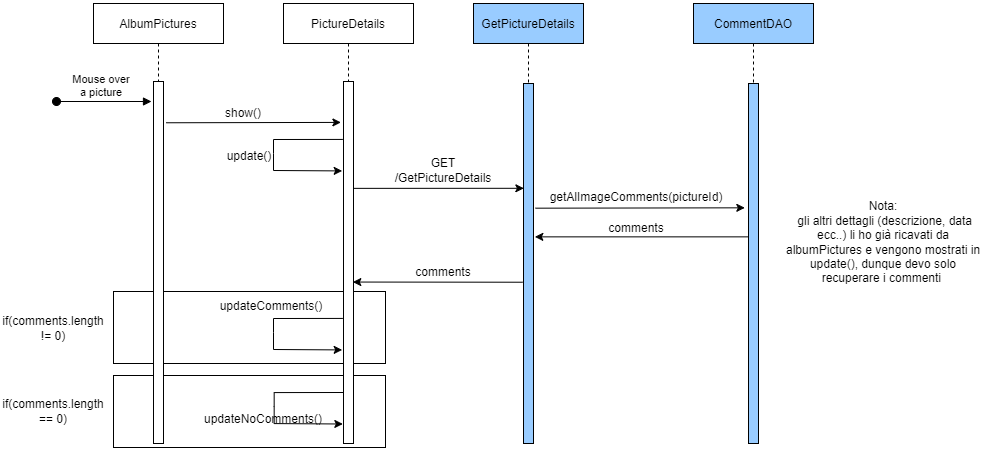 AlbumPictures
PictureDetails
GetPictureDetails
CommentDAO
Mouse over
a picture
show()
update()
GET
/GetPictureDetails
getAllmageComments(pictureId)
comments
comments
Nota:
gli altri dettagli (descrizione, data
ecc..) li ho già ricavati da
albumPictures e vengono mostrati in
update(), dunque devo solo
recuperare i commenti
if(comments.length
!= 0)
updateComments()
if(comments.length
== 0)
updateNoComments()